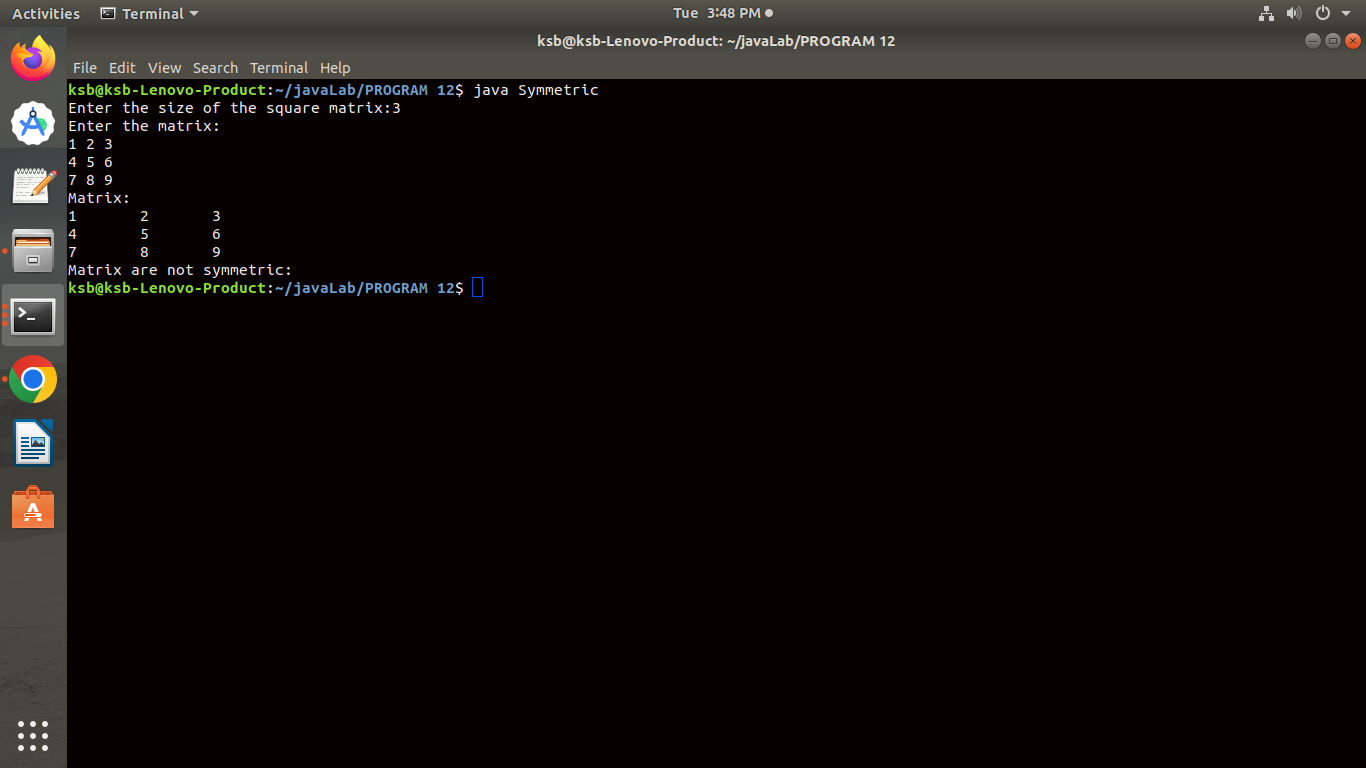 Activities Terminal Tue 3:48 PM
ksb@ksb-Lenovo-Product: ~/javaLab/PROGRAM 12
File Edit View Search Terminal Help
ksb@ksb-Lenovo-Product:~/javaLab/PROGRAM 12$ java Symmetric
Enter the size of the square matrix:3
Enter the matrix:
1 2 3
4 5 6
7 8 9
Matrix:
1 2 3
4 5 6
7 8 9
Matrix are not symmetric:
ksb@ksb-Lenovo-Product:~/javaLab/PROGRAM 12$